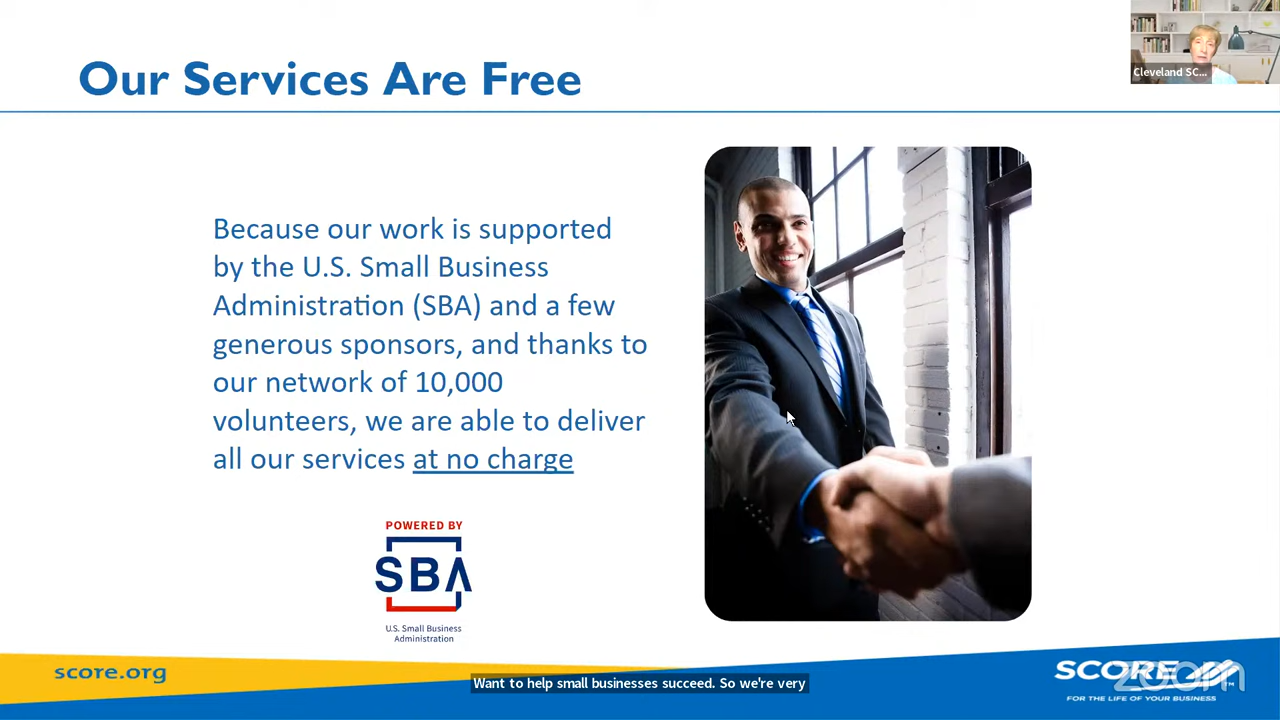 Our Services Are Free
Cleveland SC...
Because our work is supported
by the U.S. Small Business
Administration (SBA) and a few
generous sponsors, and thanks to
our network of 10,000
volunteers, we are able to deliver
all our services at no charge
POWERED BY
SBA
U.S. Small Business
Administration
score.org
Want to help small businesses succeed. So we're very
SCORE
zoom
FOR THE LIFE OF YOUR BUSINESS